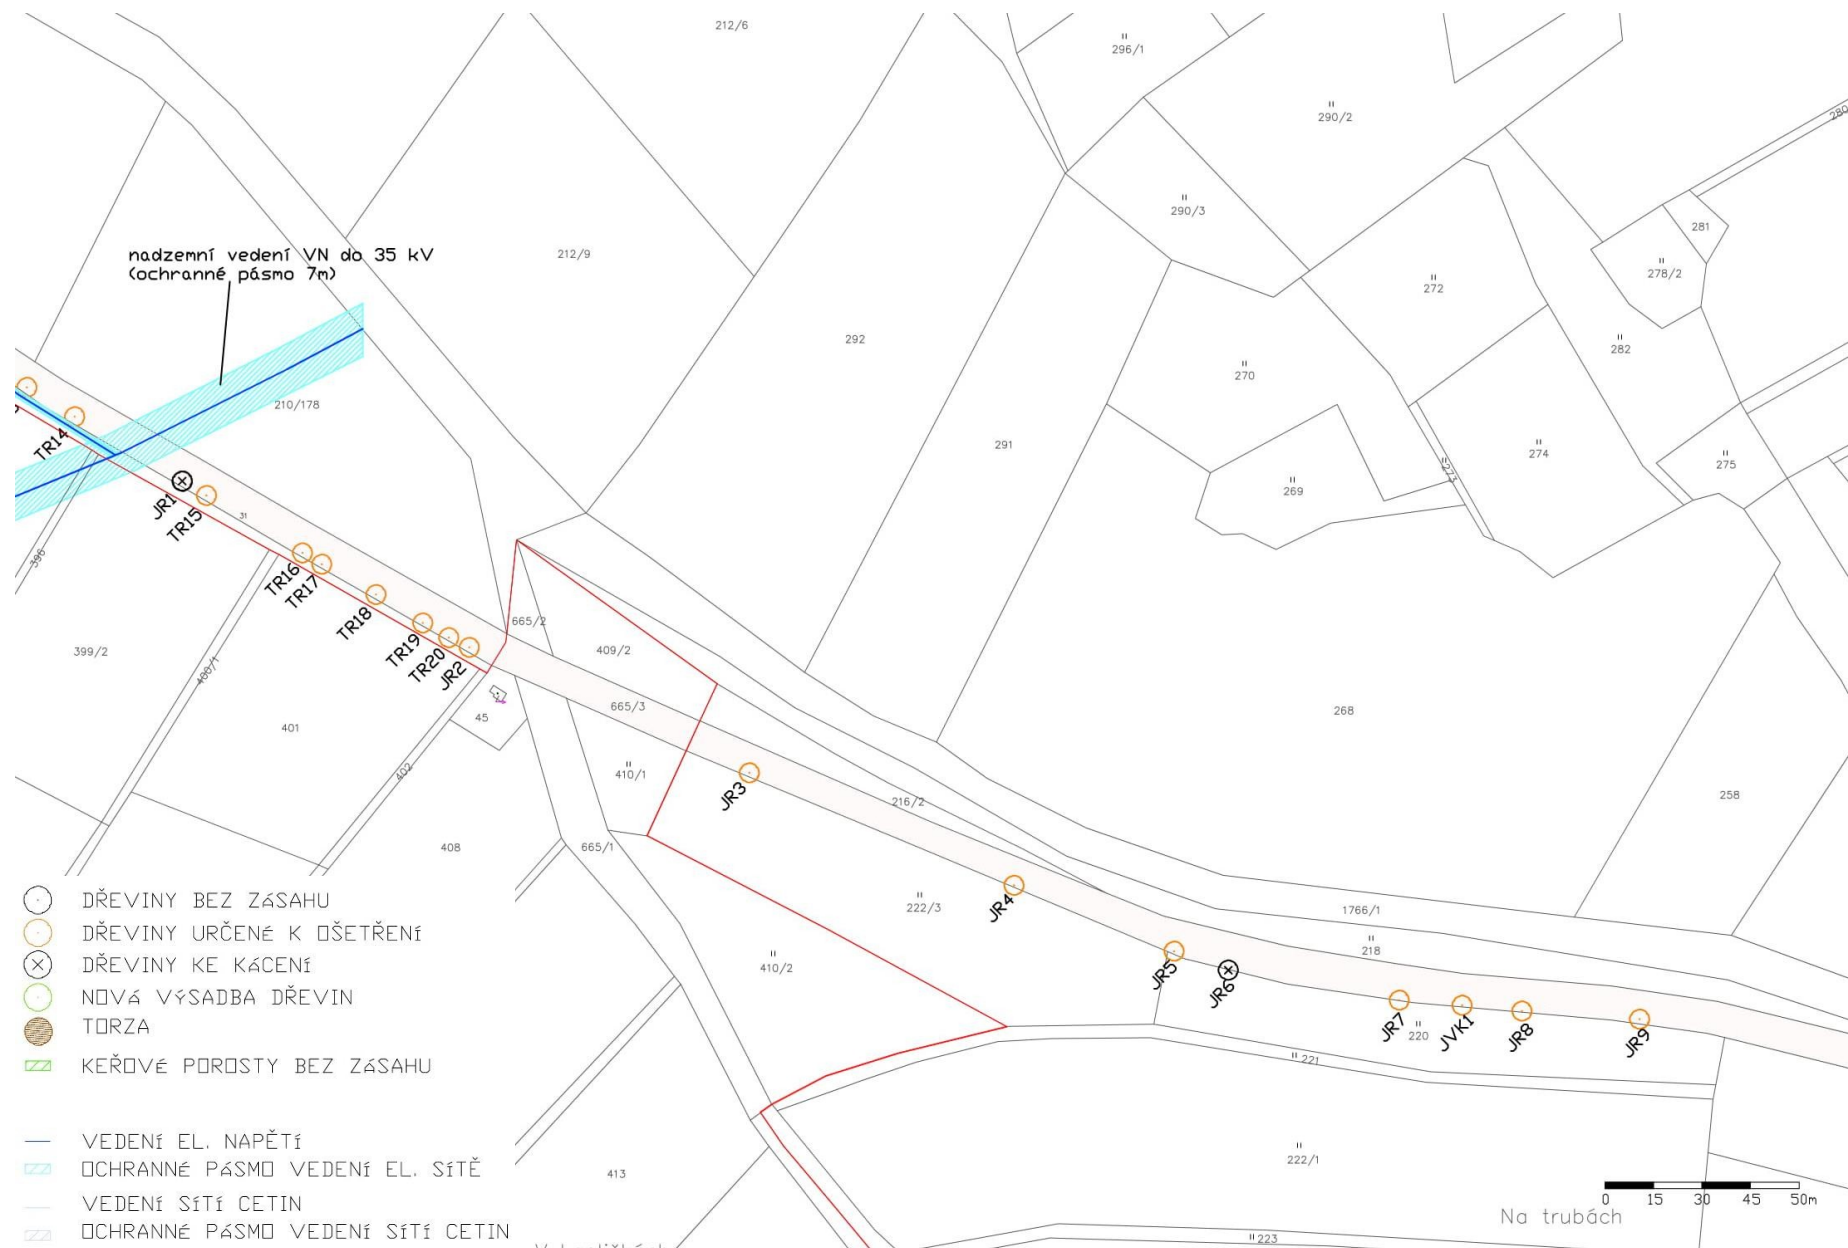 212/6
296/1
290/2
280
290/3
281
278/2
212/9
nadzemní vedení VN do 35 kV
(ochranné pásmo 7m)
272
292
282
270
210/178
TR14
291
274
275
273
269
JR1
TR15
31
396
TR16
TR17
TR18
665/2
TR19
TR20
JR2
409/2
399/2
400/1
665/3
268
45
401
402
410/1
JR3
216/2
258
408
665/1
222/3
JR4
1766/1
218
410/2
JR5
JR6
JR7
220
JVK1
JR8
JR9
221
222/1
413
DŘEVINY BEZ ZáSAHU
DŘEVINY URČENé K OŠETŘENí
DŘEVINY KE KáCENí
NOVá VýSADBA DŘEVIN
TORZA
KEŘOVé POROSTY BEZ ZáSAHU
VEDENí EL. NAPĚTí
OCHRANNé PáSMO VEDENí EL. SíTĚ
VEDENí SíTí CETIN
OCHRANNé PáSMO VEDENí SíTí CETIN
0 15 30 45 50m
Na trubách
223